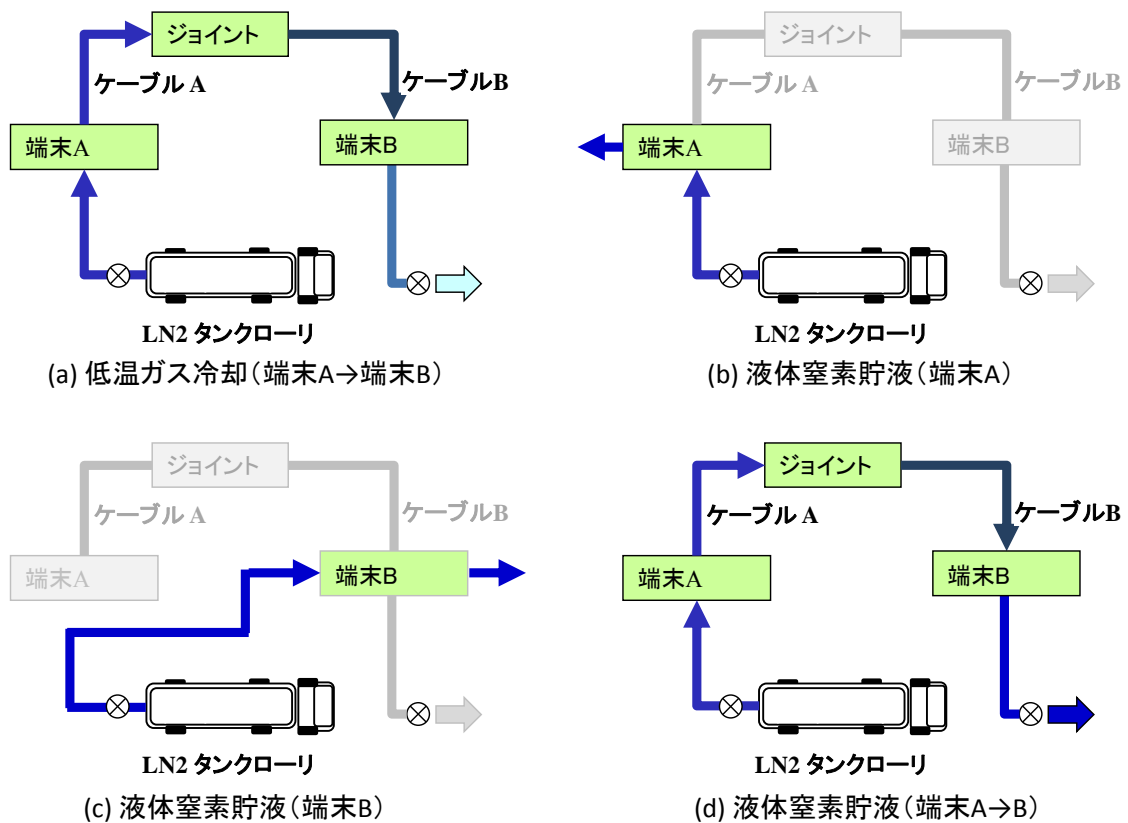 ジョイント
ケーブル A
ケーブルB
端末A
端末B
LN2 タンクローリ
(a) 低温ガス冷却(端末A→端末B)
ジョイント
ケーブル A
ケーブルB
端末A
端末B
LN2 タンクローリ
(b) 液体窒素貯液(端末A)
ジョイント
ケーブル A
ケーブルB
端末A
端末B
LN2 タンクローリ
(c) 液体窒素貯液(端末B)
ジョイント
ケーブル A
ケーブルB
端末A
端末B
LN2 タンクローリ
(d) 液体窒素貯液(端末A→B)